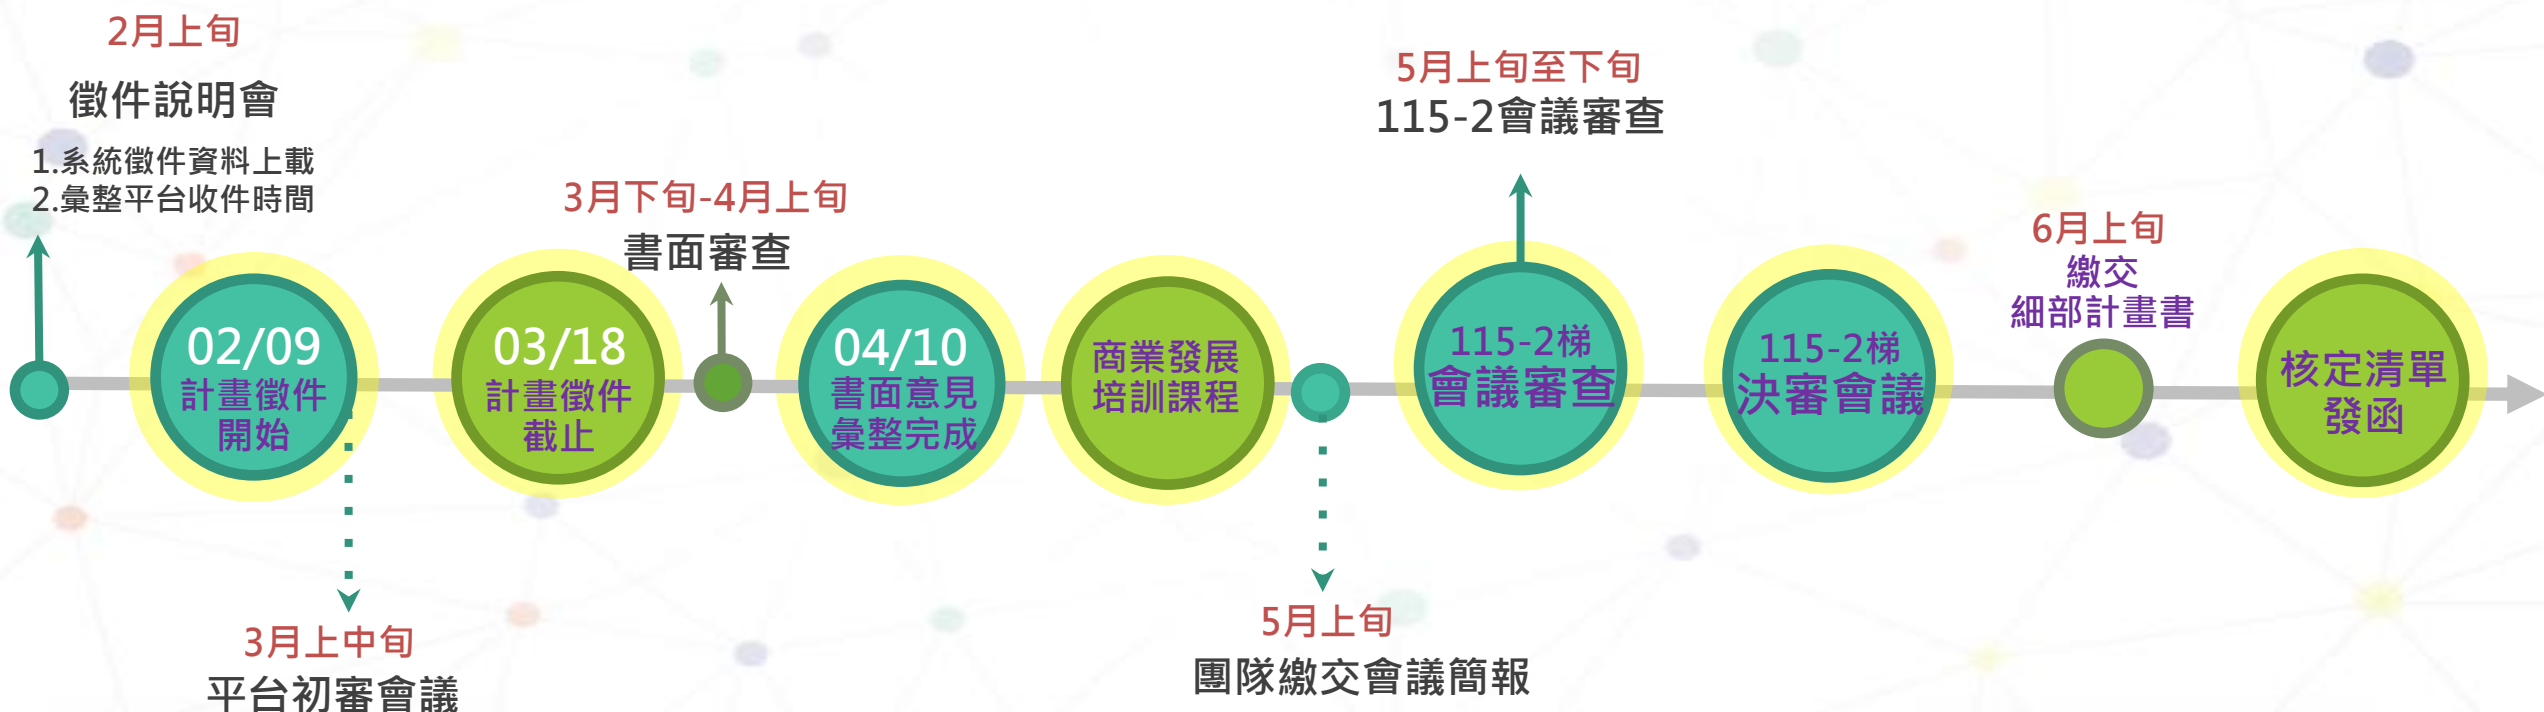 2月上旬
徵件說明會
1.系統徵件資料上載
2.彙整平台收件時間
02/09
計畫徵件
開始
3月上中旬
平台初審會議
03/18
計畫徵件
截止
3月下旬-4月上旬
書面審查
04/10
書面意見
彙整完成
商業發展
培訓課程
5月上旬
團隊繳交會議簡報
5月上旬至下旬
115-2會議審查
115-2梯
會議審查
115-2梯
決審會議
6月上旬
繳交
細部計畫書
核定清單
發函